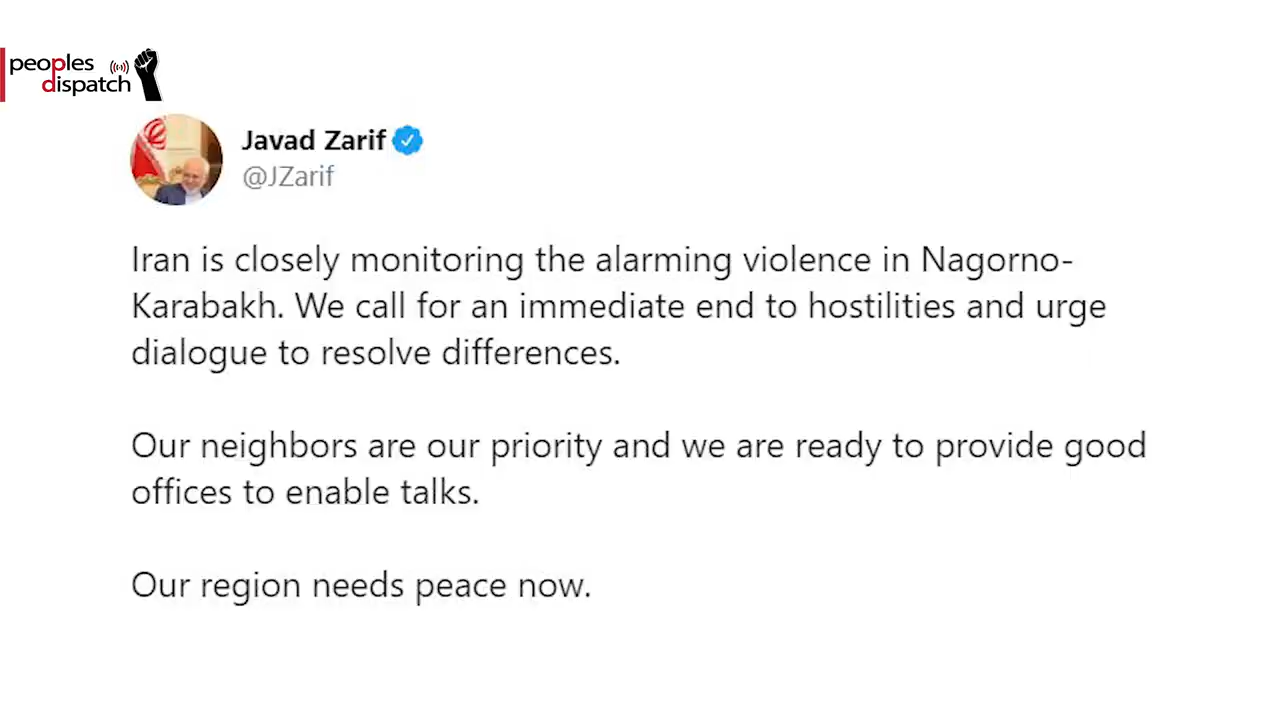 peoples
dispatch
Javad Zarif
@JZarif
Iran is closely monitoring the alarming violence in Nagorno-
Karabakh. We call for an immediate end to hostilities and urge
dialogue to resolve differences.
Our neighbors are our priority and we are ready to provide good
offices to enable talks.
Our region needs peace now.